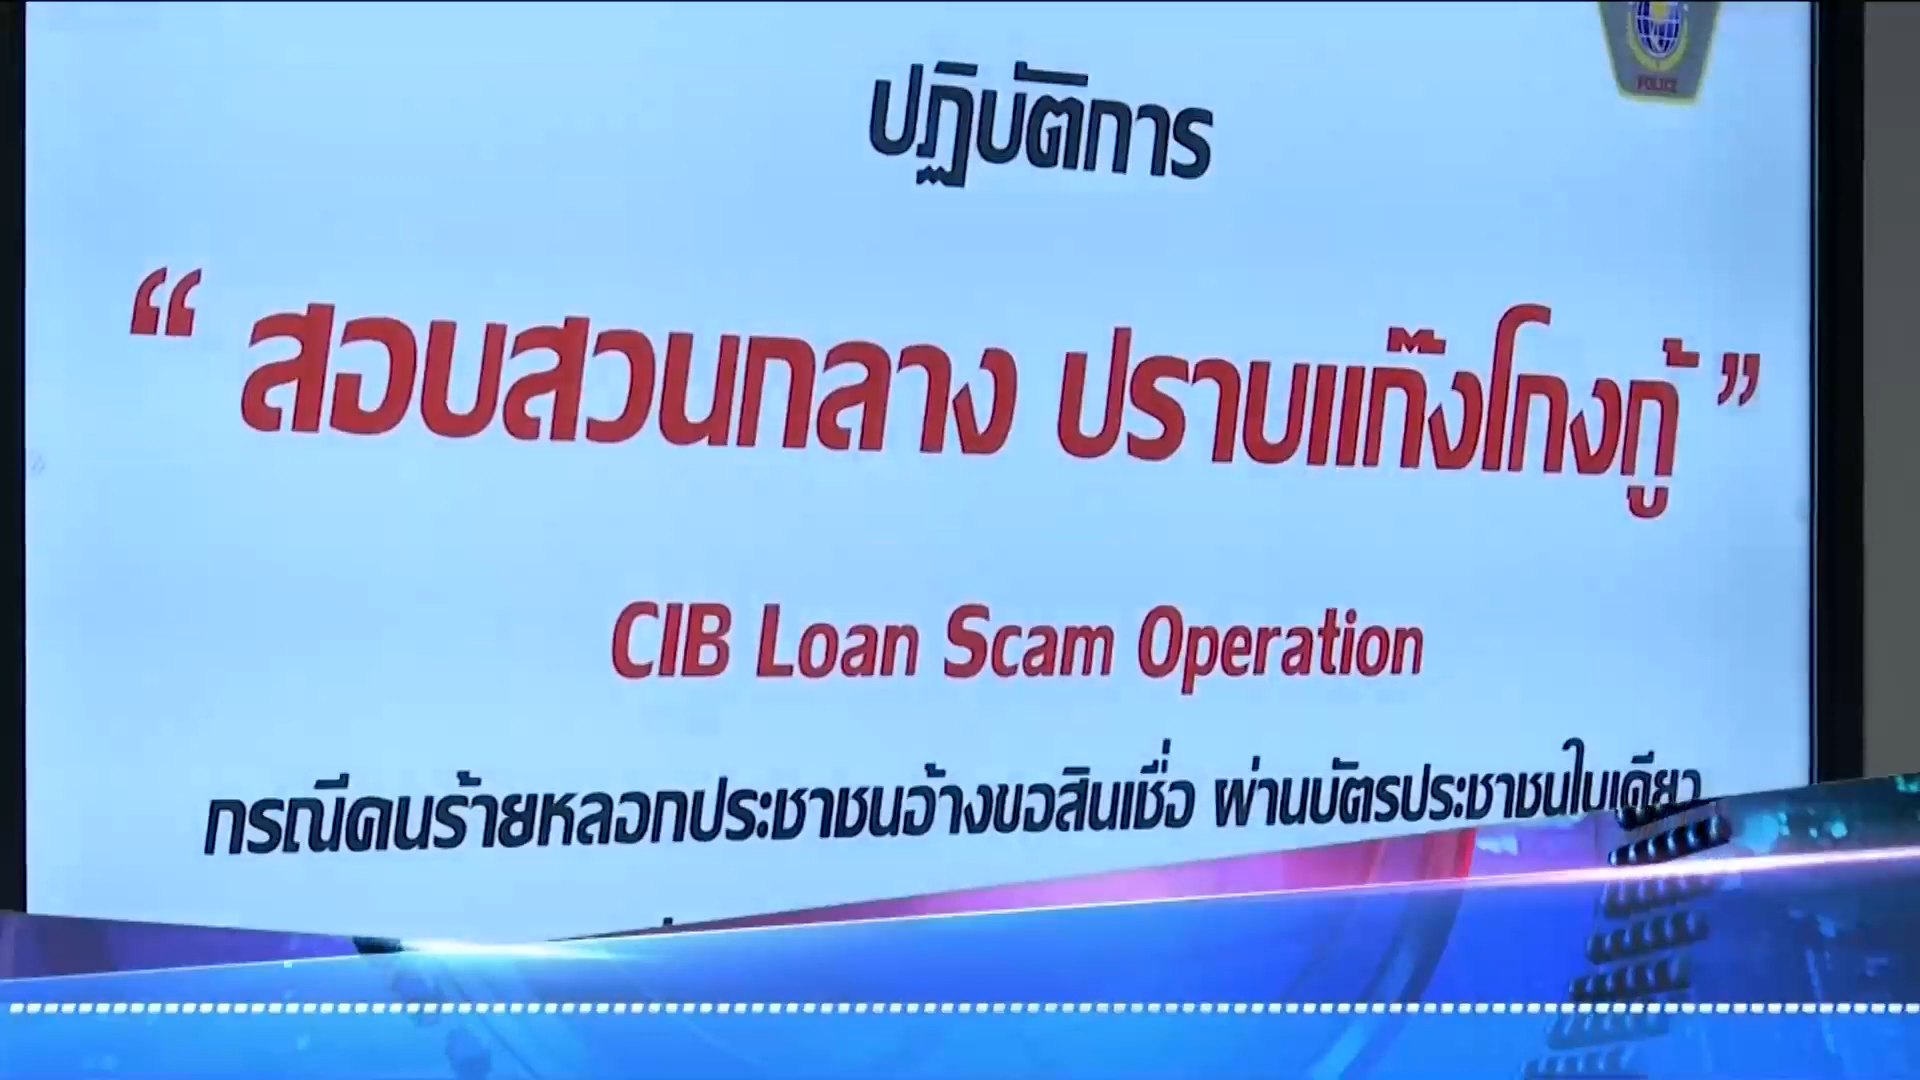 POLICE
ปฏิบัติการ
“ สอบสวนกลาง ปราบแก๊งโกงกู้ ”
CIB Loan Scam Operation
กรณีคนร้ายหลอกประชาชนอ้างขอสินเชื่อ ผ่านบัตรประชาชนใบเดียว